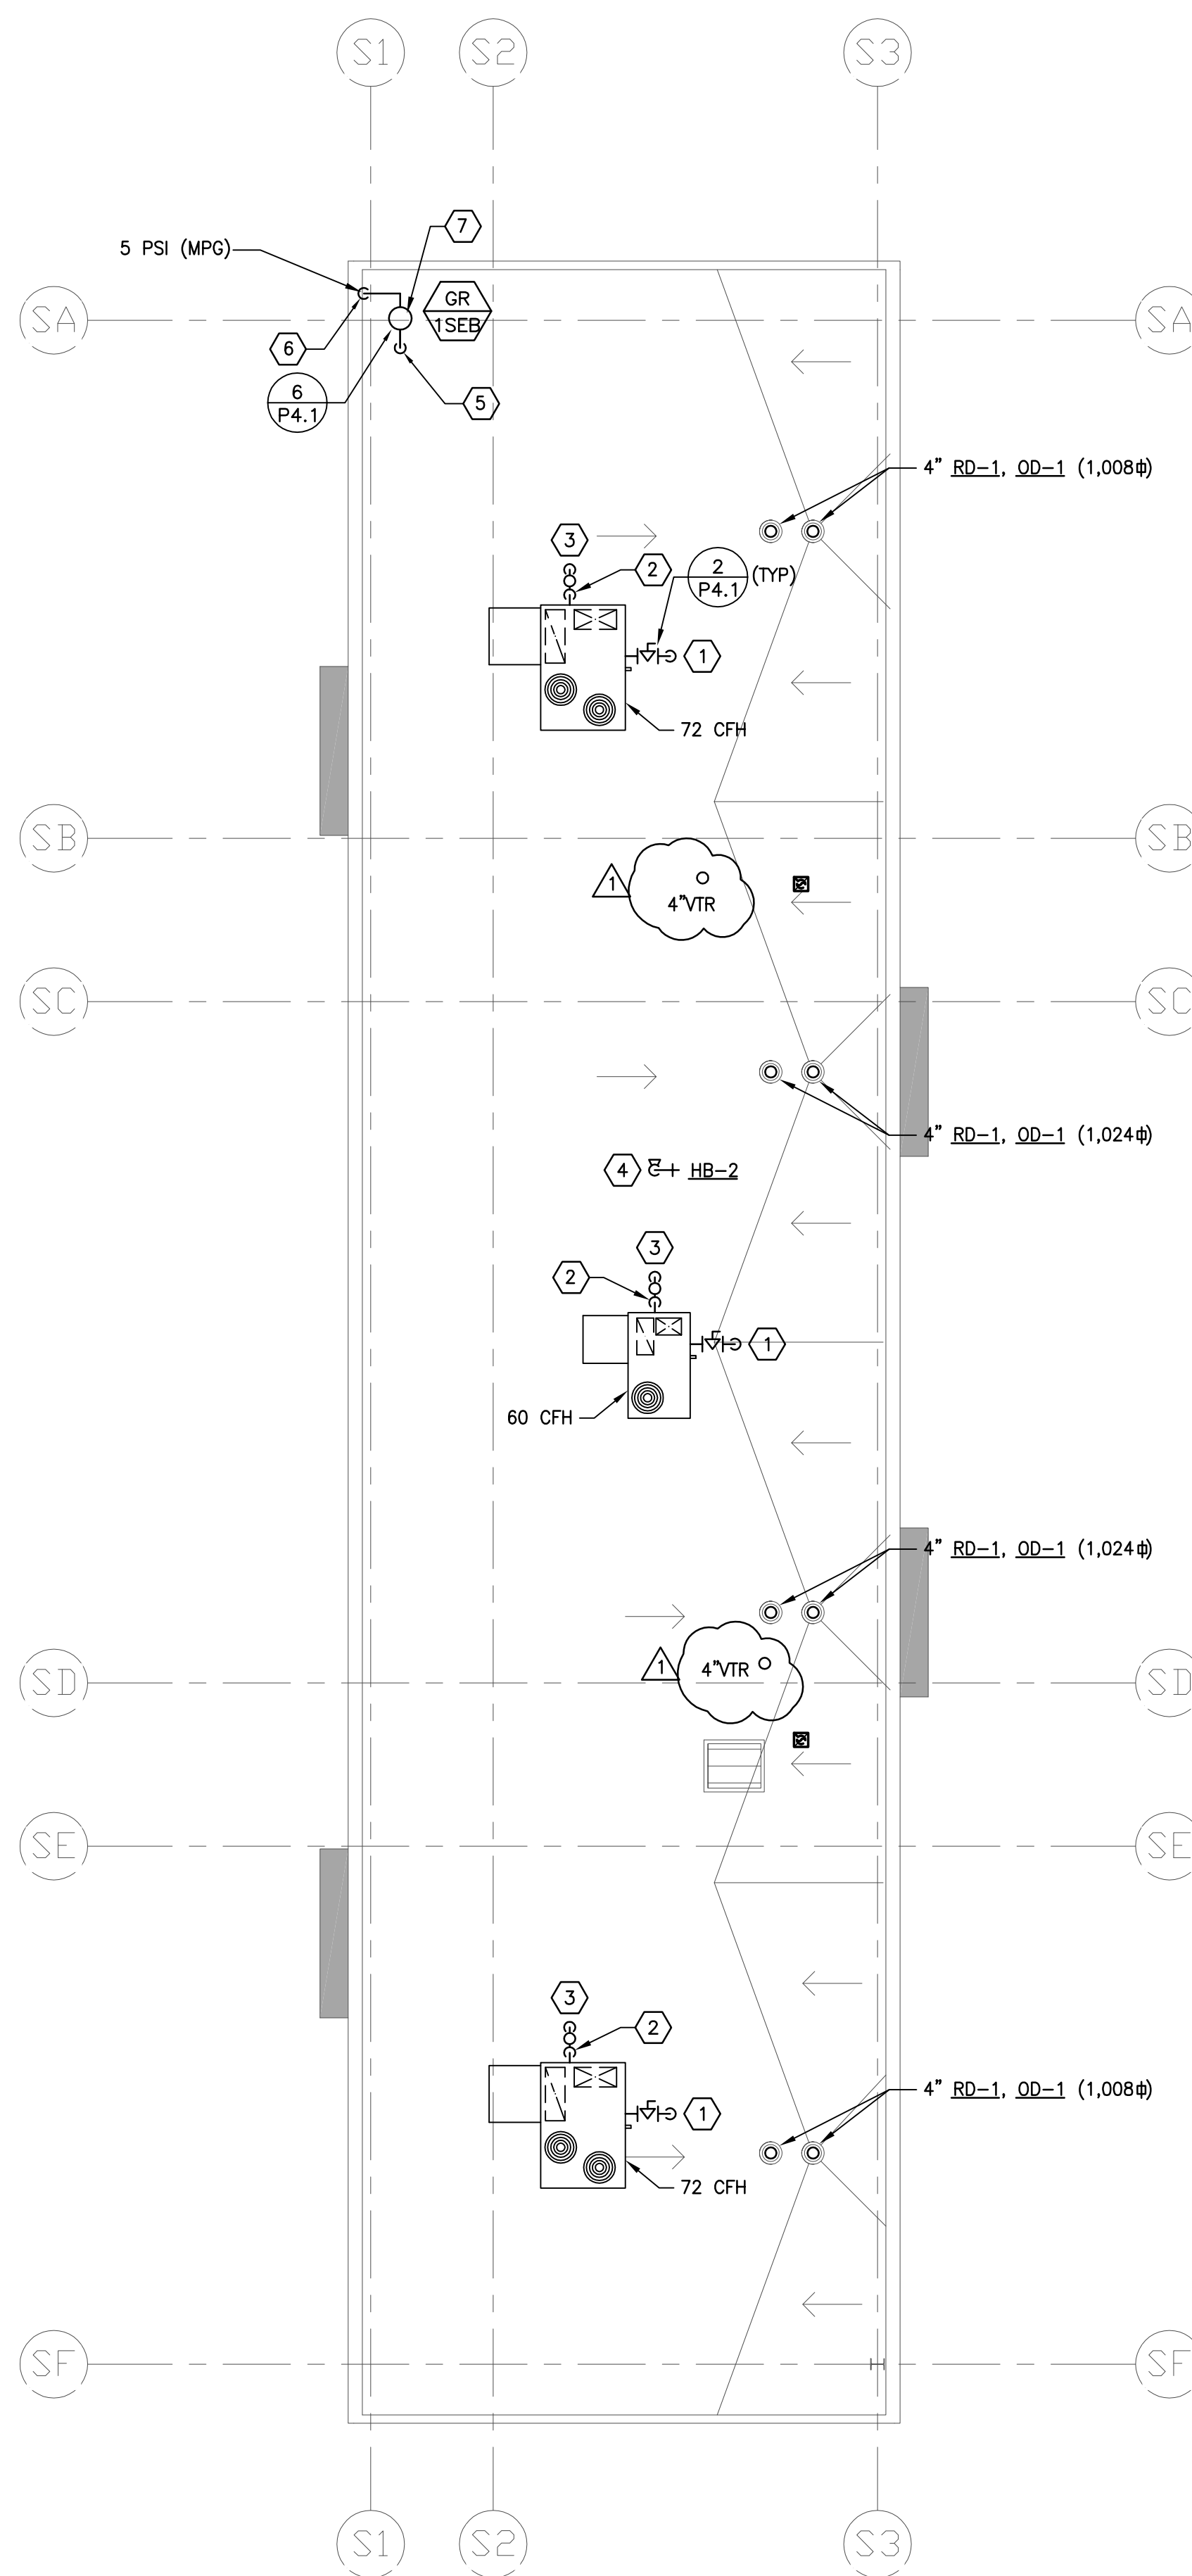 S1
S2
S3
7
5 PSI (MPG)
GR
1SEB
SA
SA
6
6
P4.1
5
4" RD-1, OD-1 (1,008⏀)
3
2
2
P4.1
(TYP)
1
72 CFH
SB
SB
1
4"VTR
SC
SC
4" RD-1, OD-1 (1,024⏀)
4
HB-2
3
2
1
60 CFH
4" RD-1, OD-1 (1,024⏀)
1
4"VTR
SD
SD
SE
SE
3
2
4" RD-1, OD-1 (1,008⏀)
1
72 CFH
SF
SF
S1
S2
S3